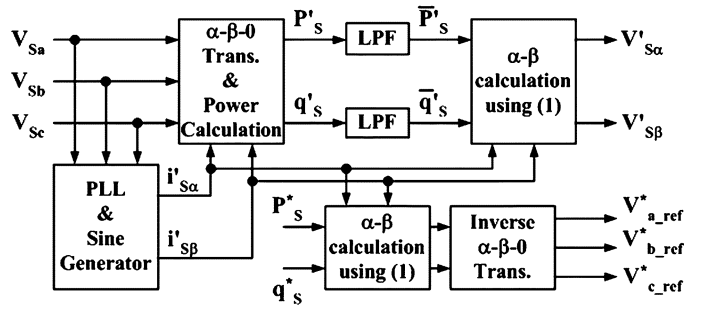 V_Sa
V_Sb
V_Sc
α-β-0
Trans.
&
Power
Calculation
P'_S
q'_S
LPF
LPF
P̅'_S
q̅'_S
α-β
calculation
using (1)
V'_Sα
V'_Sβ
PLL
&
Sine
Generator
i'_Sα
i'_Sβ
P*_S
q*_S
α-β
calculation
using (1)
Inverse
α-β-0
Trans.
V*_a_ref
V*_b_ref
V*_c_ref